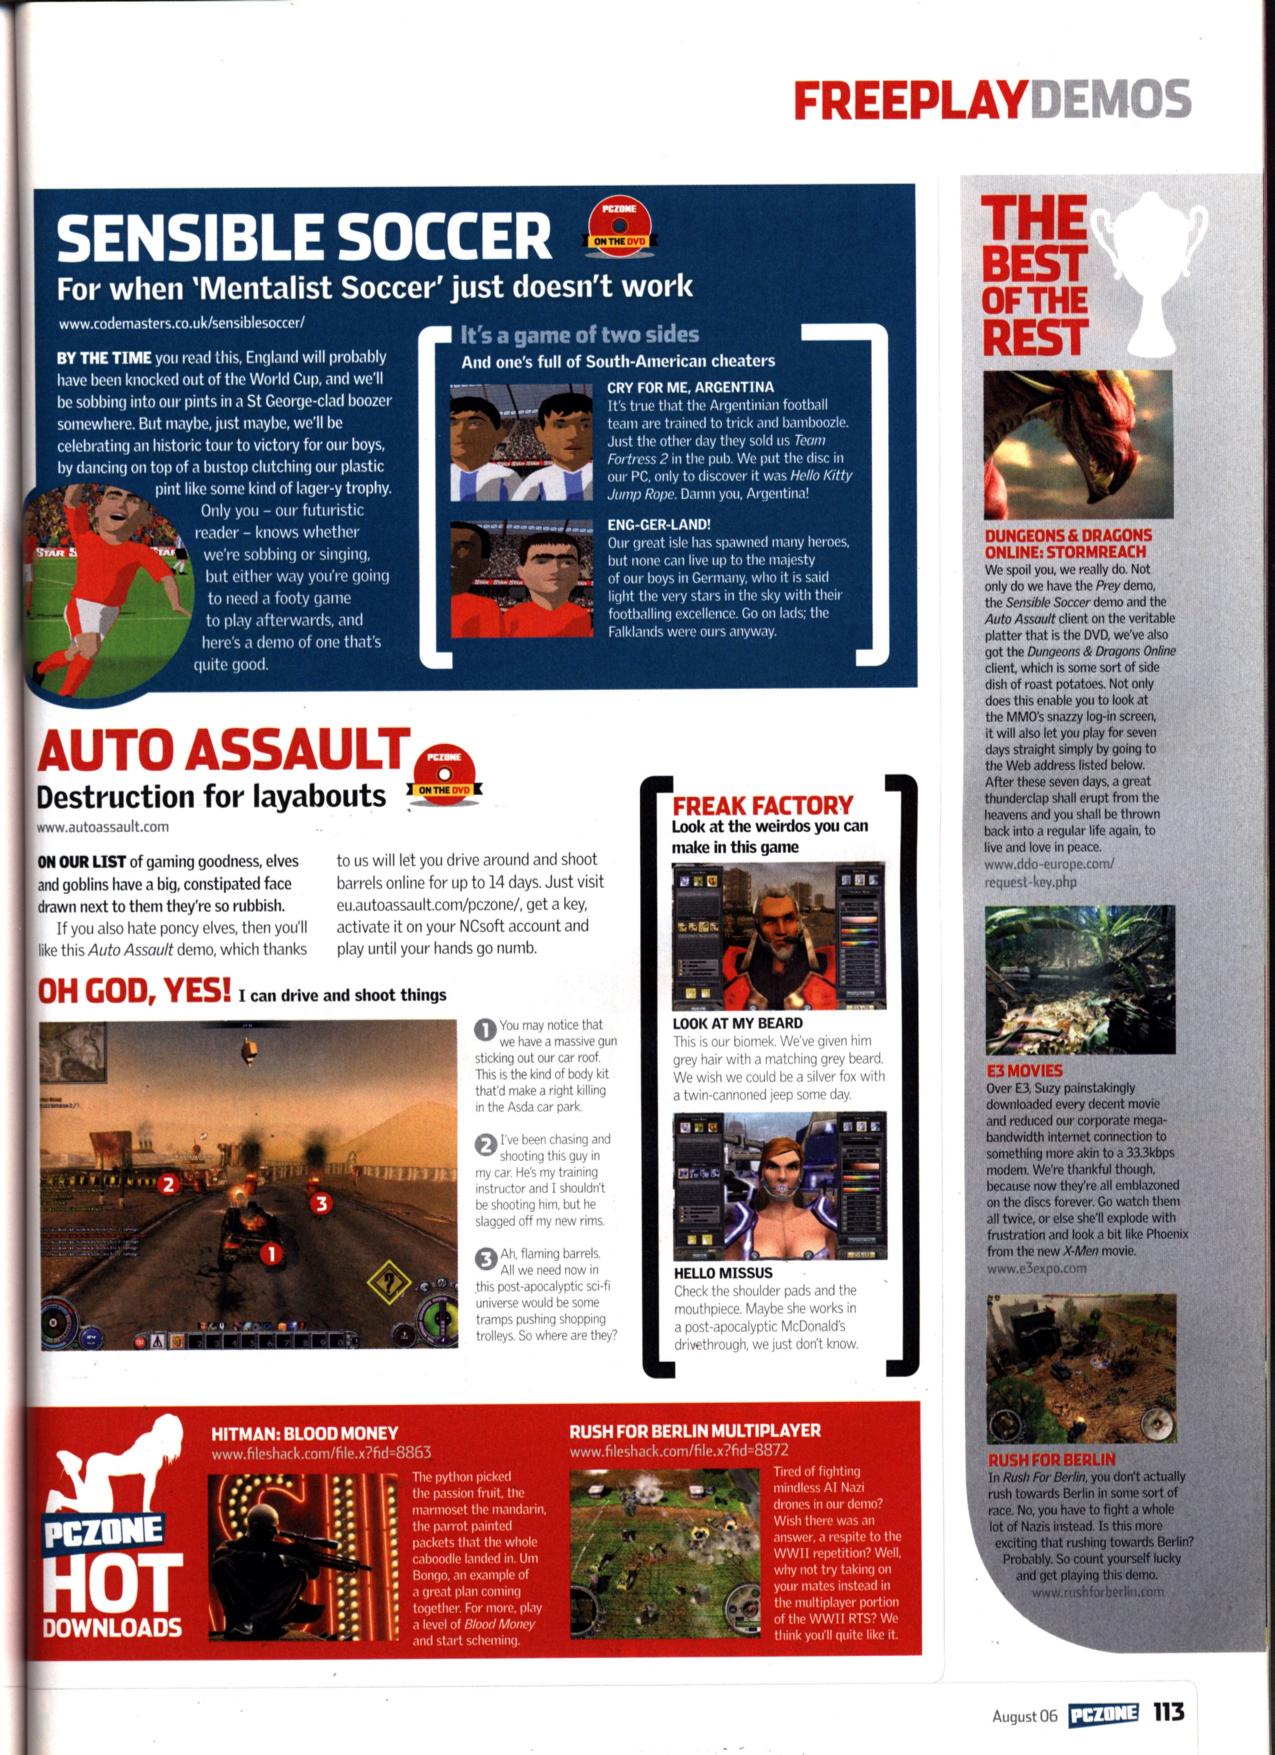 FREEPLAYDEMOS
SENSIBLE SOCCER
PCZONE
ON THE DVD
For when ‘Mentalist Soccer’ just doesn’t work
www.codemasters.co.uk/sensiblesoccer/
BY THE TIME you read this, England will probably
have been knocked out of the World Cup, and we’ll
be sobbing into our pints in a St George-clad boozer
somewhere. But maybe, just maybe, we’ll be
celebrating an historic tour to victory for our boys,
by dancing on top of a bustop clutching our plastic
pint like some kind of lager-y trophy.
Only you – our futuristic
reader – knows whether
we’re sobbing or singing,
but either way you’re going
to need a footy game
to play afterwards, and
here’s a demo of one that’s
quite good.
It’s a game of two sides
And one’s full of South-American cheaters
CRY FOR ME, ARGENTINA
It’s true that the Argentinian football
team are trained to trick and bamboozle.
Just the other day they sold us Team
Fortress 2 in the pub. We put the disc in
our PC, only to discover it was Hello Kitty
Jump Rope. Damn you, Argentina!
ENG-GER-LAND!
Our great isle has spawned many heroes,
but none can live up to the majesty
of our boys in Germany, who it is said
light the very stars in the sky with their
footballing excellence. Go on lads; the
Falklands were ours anyway.
AUTO ASSAULT
PCZONE
ON THE DVD
Destruction for layabouts
www.autoassault.com
ON OUR LIST of gaming goodness, elves
and goblins have a big, constipated face
drawn next to them they’re so rubbish.
If you also hate poncy elves, then you’ll
like this Auto Assault demo, which thanks
to us will let you drive around and shoot
barrels online for up to 14 days. Just visit
eu.autoassault.com/pczone/, get a key,
activate it on your NCsoft account and
play until your hands go numb.
OH GOD, YES! I can drive and shoot things
2
3
1
1 You may notice that
we have a massive gun
sticking out our car roof.
This is the kind of body kit
that’d make a right killing
in the Asda car park.
2 I’ve been chasing and
shooting this guy in
my car. He’s my training
instructor and I shouldn’t
be shooting him, but he
slagged off my new rims.
3 Ah, flaming barrels.
All we need now in
this post-apocalyptic sci-fi
universe would be some
tramps pushing shopping
trolleys. So where are they?
FREAK FACTORY
Look at the weirdos you can
make in this game
LOOK AT MY BEARD
This is our biomek. We’ve given him
grey hair with a matching grey beard.
We wish we could be a silver fox with
a twin-cannoned jeep some day.
HELLO MISSUS
Check the shoulder pads and the
mouthpiece. Maybe she works in
a post-apocalyptic McDonald’s
drivethrough, we just don’t know.
PCZONE
HOT
DOWNLOADS
HITMAN: BLOOD MONEY
www.fileshack.com/file.x?fid=8863
The python picked
the passion fruit, the
marmoset the mandarin,
the parrot painted
packets that the whole
caboodle landed in. Um
Bongo, an example of
a great plan coming
together. For more, play
a level of Blood Money
and start scheming.
RUSH FOR BERLIN MULTIPLAYER
www.fileshack.com/file.x?fid=8872
Tired of fighting
mindless AI Nazi
drones in our demo?
Wish there was an
answer, a respite to the
WWII repetition? Well,
why not try taking on
your mates instead in
the multiplayer portion
of the WWII RTS? We
think you’ll quite like it.
THE
BEST
OF THE
REST
DUNGEONS & DRAGONS
ONLINE: STORMREACH
We spoil you, we really do. Not
only do we have the Prey demo,
the Sensible Soccer demo and the
Auto Assault client on the veritable
platter that is the DVD, we’ve also
got the Dungeons & Dragons Online
client, which is some sort of side
dish of roast potatoes. Not only
does this enable you to look at
the MMO’s snazzy log-in screen,
it will also let you play for seven
days straight simply by going to
the Web address listed below.
After these seven days, a great
thunderclap shall erupt from the
heavens and you shall be thrown
back into a regular life again, to
live and love in peace.
www.ddo-europe.com/
request-key.php
E3 MOVIES
Over E3, Suzy painstakingly
downloaded every decent movie
and reduced our corporate mega-
bandwidth internet connection to
something more akin to a 33.3kbps
modem. We’re thankful though,
because now they’re all emblazoned
on the discs forever. Go watch them
all twice, or else she’ll explode with
frustration and look a bit like Phoenix
from the new X-Men movie.
www.e3expo.com
RUSH FOR BERLIN
In Rush For Berlin, you don’t actually
rush towards Berlin in some sort of
race. No, you have to fight a whole
lot of Nazis instead. Is this more
exciting that rushing towards Berlin?
Probably. So count yourself lucky
and get playing this demo.
www.rushforberlin.com
August 06 PCZONE 113